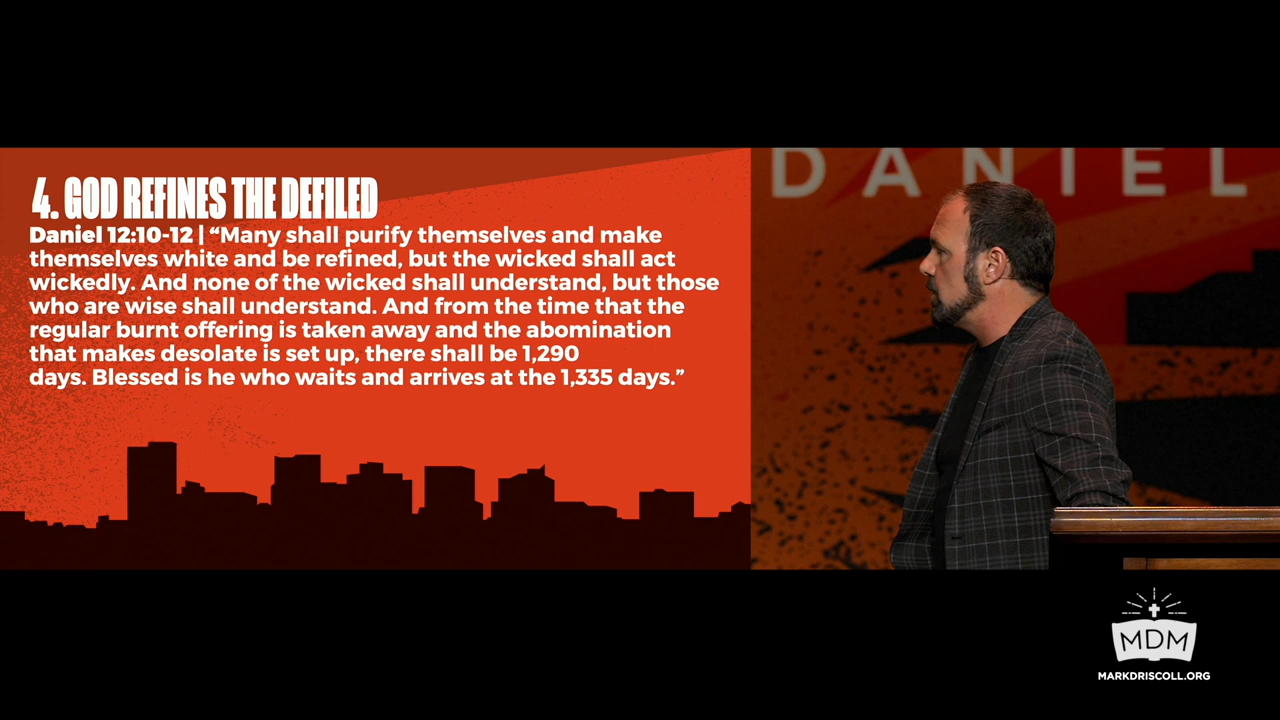 4. GOD REFINES THE DEFILED
Daniel 12:10-12 | “Many shall purify themselves and make
themselves white and be refined, but the wicked shall act
wickedly. And none of the wicked shall understand, but those
who are wise shall understand. And from the time that the
regular burnt offering is taken away and the abomination
that makes desolate is set up, there shall be 1,290
days. Blessed is he who waits and arrives at the 1,335 days.”
DANIEL
MDM
MARKDRISCOLL.ORG